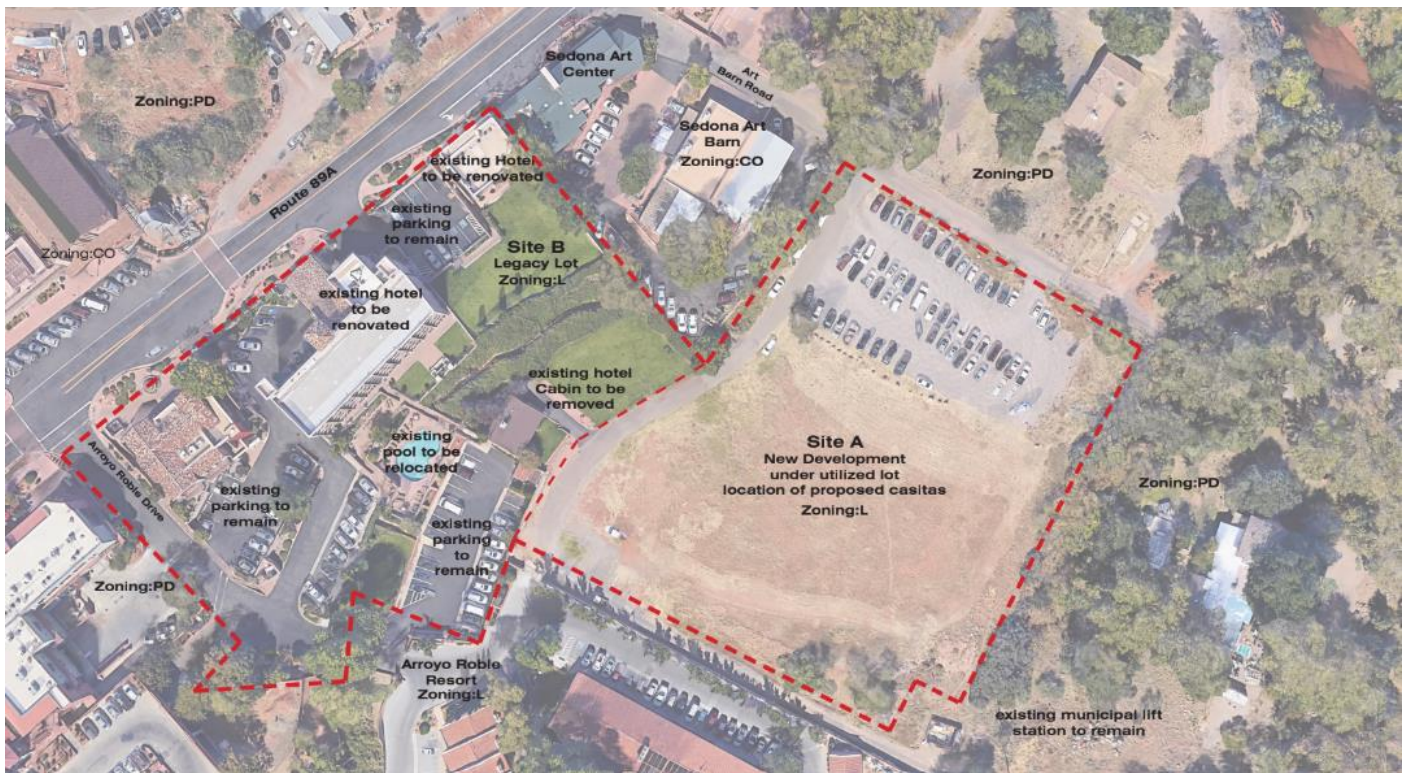 Zoning:PD
Zoning:CO
Route 89A
Sedona Art
Center
Art
Barn Road
Sedona Art
Barn
Zoning:CO
Zoning:PD
existing Hotel
to be renovated
existing
parking
to remain
Site B
Legacy Lot
Zoning:L
existing hotel
to be
renovated
existing hotel
Cabin to be
removed
existing
pool to be
relocated
Arroyo Roble Drive
existing
parking to
remain
existing
parking
to
remain
Site A
New Development
under utilized lot
location of proposed casitas
Zoning:L
Zoning:PD
Zoning:PD
Arroyo Roble
Resort
Zoning:L
existing municipal lift
station to remain